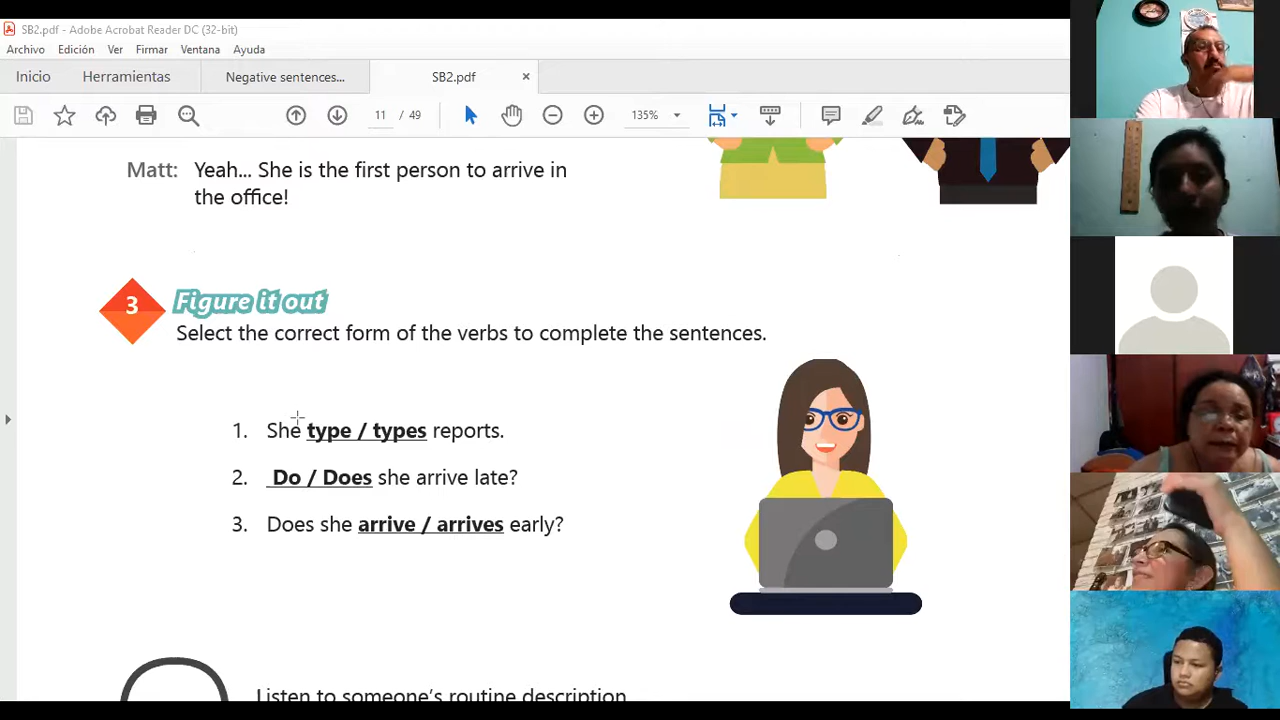 SB2.pdf - Adobe Acrobat Reader DC (32-bit)
Archivo Edición Ver Firmar Ventana Ayuda
Inicio Herramientas Negative sentences... SB2.pdf ×
11 / 49 135%
Matt: Yeah... She is the first person to arrive in
the office!
3 Figure it out
Select the correct form of the verbs to complete the sentences.
1. She type / types reports.
2. Do / Does she arrive late?
3. Does she arrive / arrives early?
Listen to someone's routine description